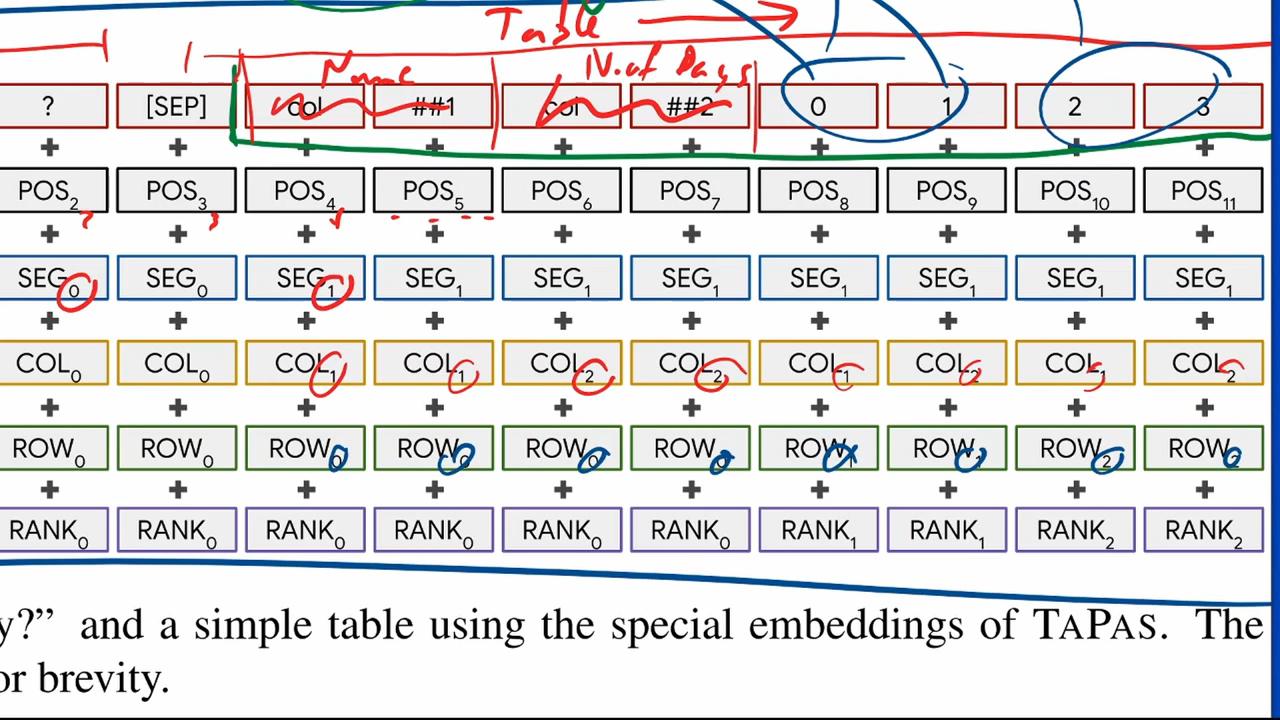 Table
Name N.of Days
? [SEP] col ##1 col ##2 0 1 2 3
+ + + + + + + + + +
POS2 POS3 POS4 POS5 POS6 POS7 POS8 POS9 POS10 POS11
+ + + + + + + + + +
SEG0 SEG0 SEG1 SEG1 SEG1 SEG1 SEG1 SEG1 SEG1 SEG1
+ + + + + + + + + +
COL0 COL0 COL1 COL1 COL2 COL2 COL1 COL2 COL1 COL2
+ + + + + + + + + +
ROW0 ROW0 ROW0 ROW0 ROW0 ROW0 ROW1 ROW1 ROW2 ROW2
+ + + + + + + + + +
RANK0 RANK0 RANK0 RANK0 RANK0 RANK0 RANK1 RANK1 RANK2 RANK2
y?” and a simple table using the special embeddings of TAPAS. The
or brevity.